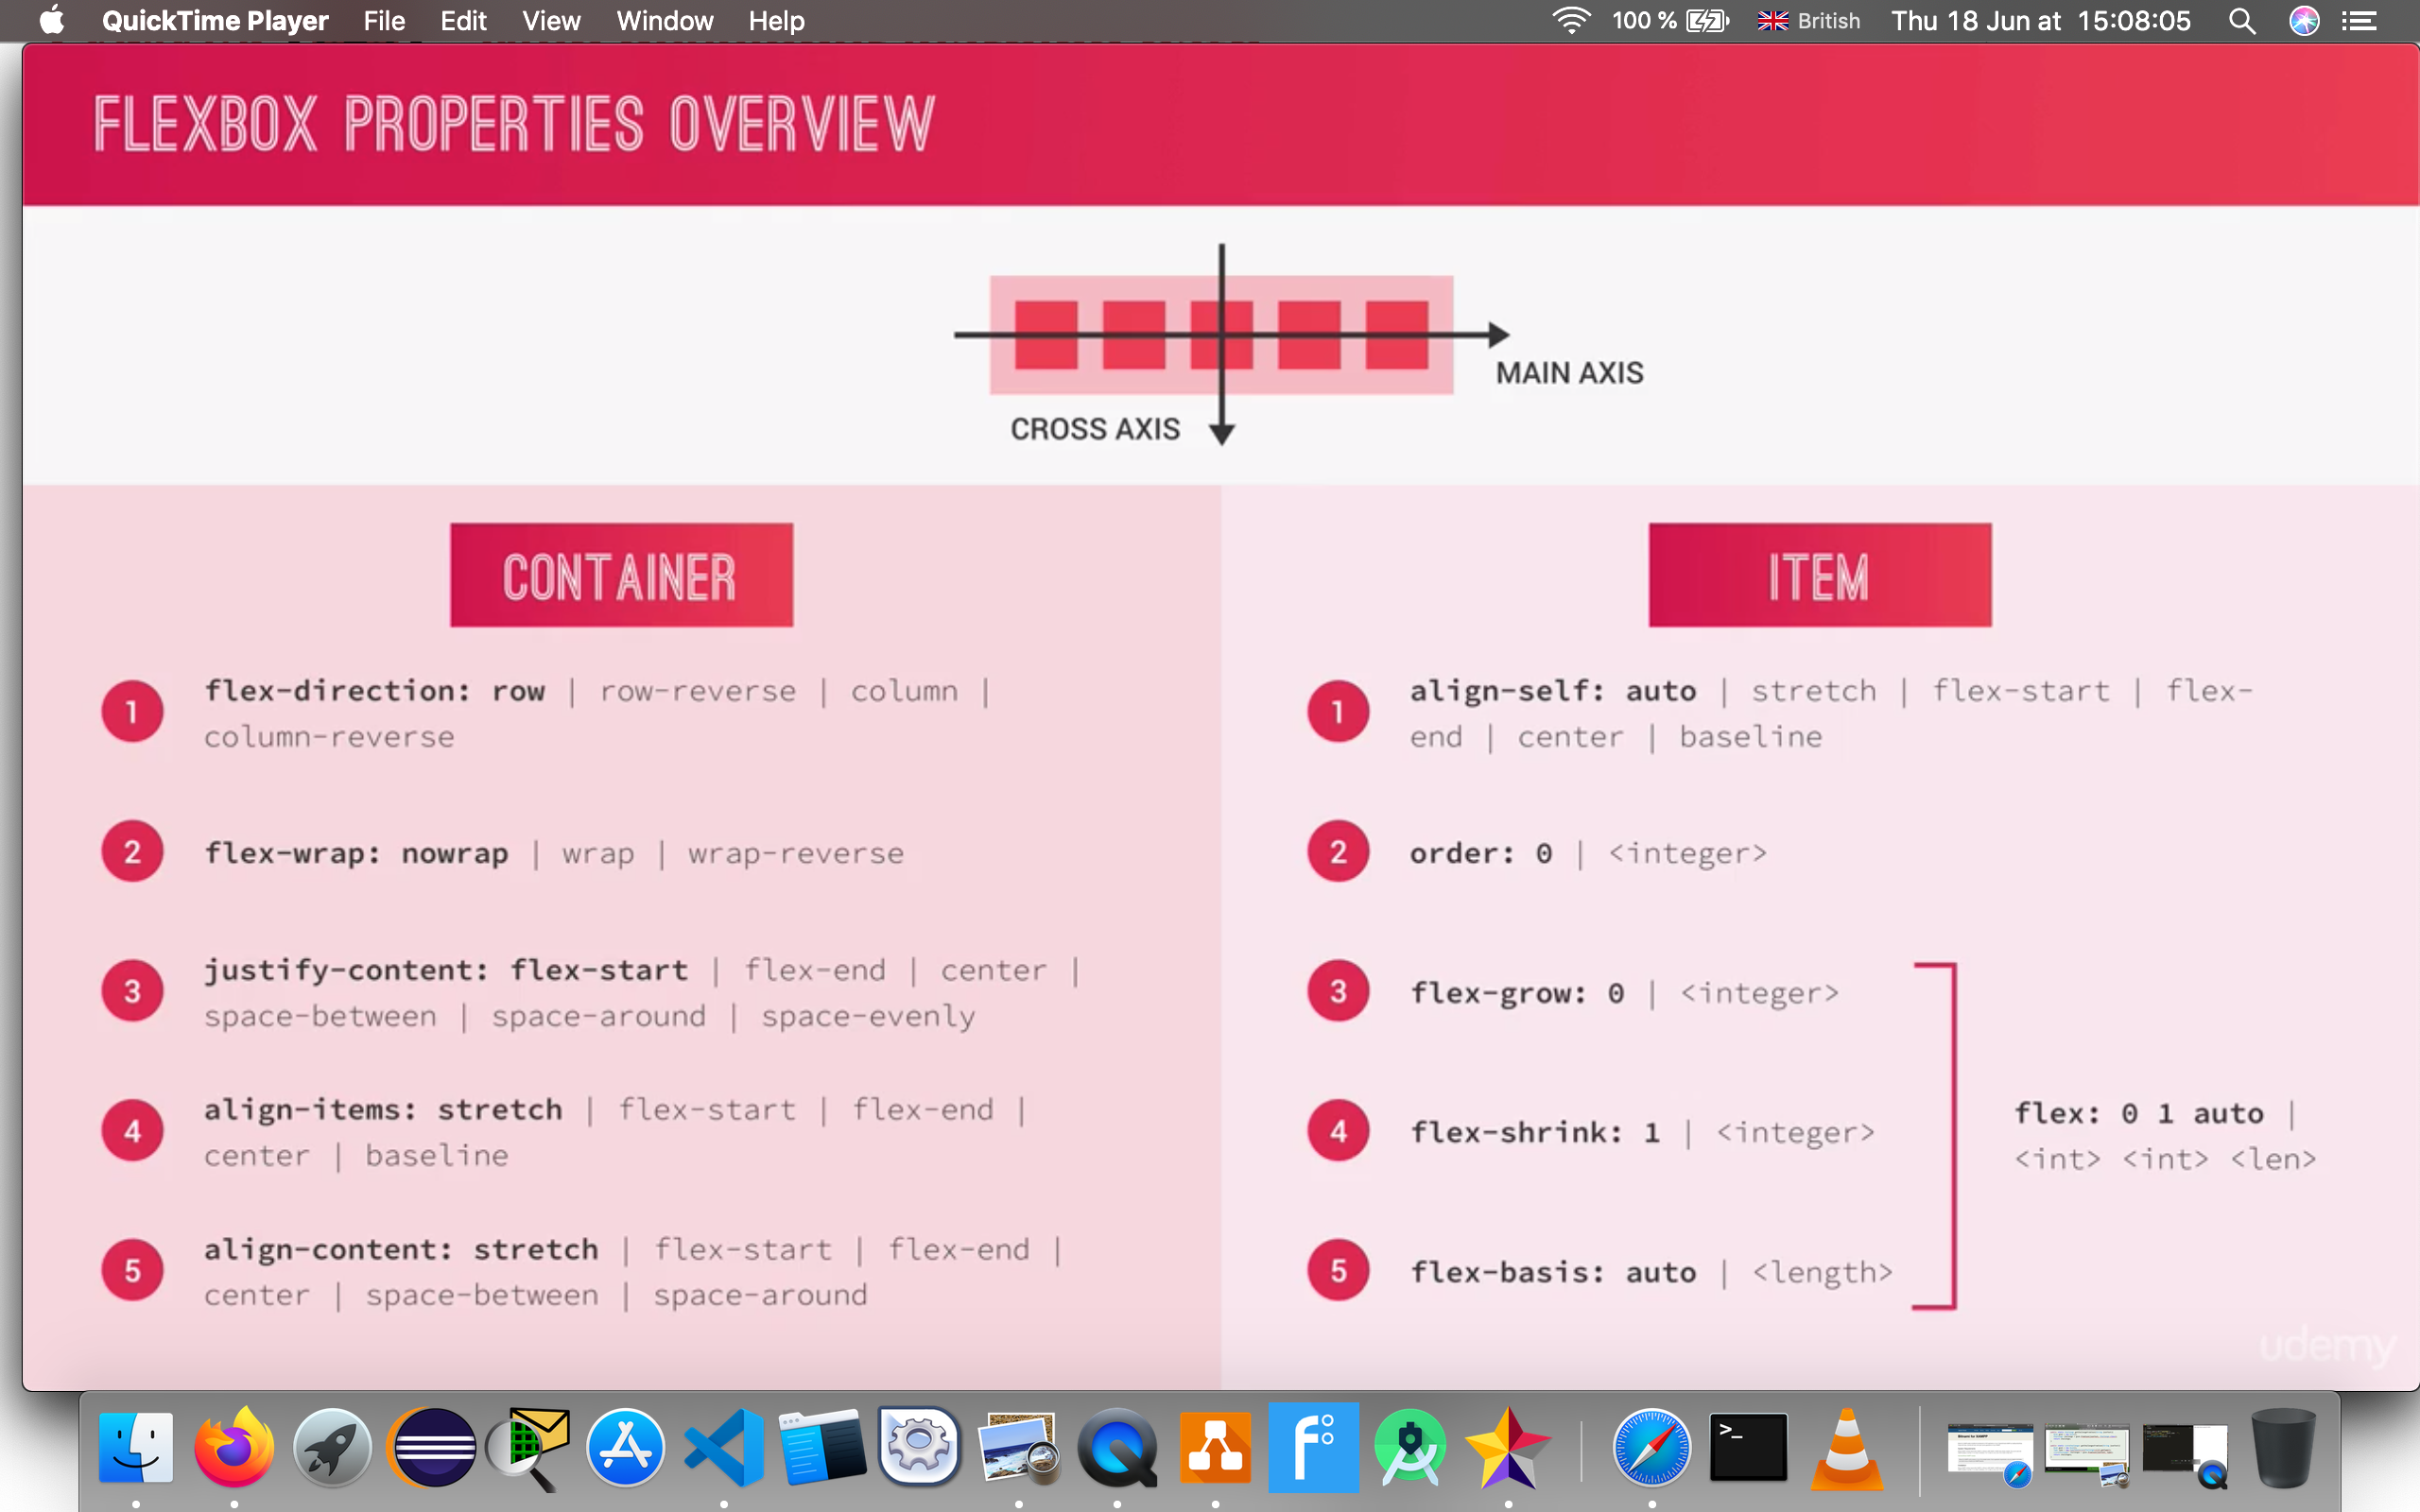 QuickTime Player File Edit View Window Help 100 % British Thu 18 Jun at 15:08:05
FLEXBOX PROPERTIES OVERVIEW
MAIN AXIS
CROSS AXIS
CONTAINER
1 flex-direction: row | row-reverse | column |
column-reverse
2 flex-wrap: nowrap | wrap | wrap-reverse
3 justify-content: flex-start | flex-end | center |
space-between | space-around | space-evenly
4 align-items: stretch | flex-start | flex-end |
center | baseline
5 align-content: stretch | flex-start | flex-end |
center | space-between | space-around
ITEM
1 align-self: auto | stretch | flex-start | flex-
end | center | baseline
2 order: 0 | <integer>
3 flex-grow: 0 | <integer>
4 flex-shrink: 1 | <integer>
5 flex-basis: auto | <length>
flex: 0 1 auto |
<int> <int> <len>
udemy